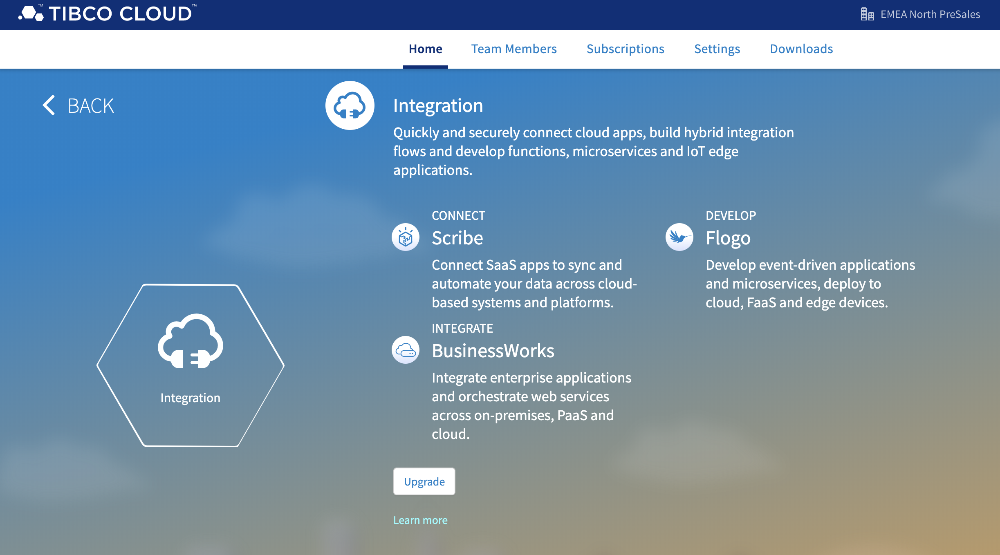 TIBCO CLOUD™
EMEA North PreSales
Home
Team Members
Subscriptions
Settings
Downloads
BACK
Integration
Quickly and securely connect cloud apps, build hybrid integration
flows and develop functions, microservices and IoT edge
applications.
CONNECT
Scribe
Connect SaaS apps to sync and
automate your data across cloud-
based systems and platforms.
DEVELOP
Flogo
Develop event-driven applications
and microservices, deploy to
cloud, FaaS and edge devices.
INTEGRATE
BusinessWorks
Integrate enterprise applications
and orchestrate web services
across on-premises, PaaS and
cloud.
Integration
Upgrade
Learn more